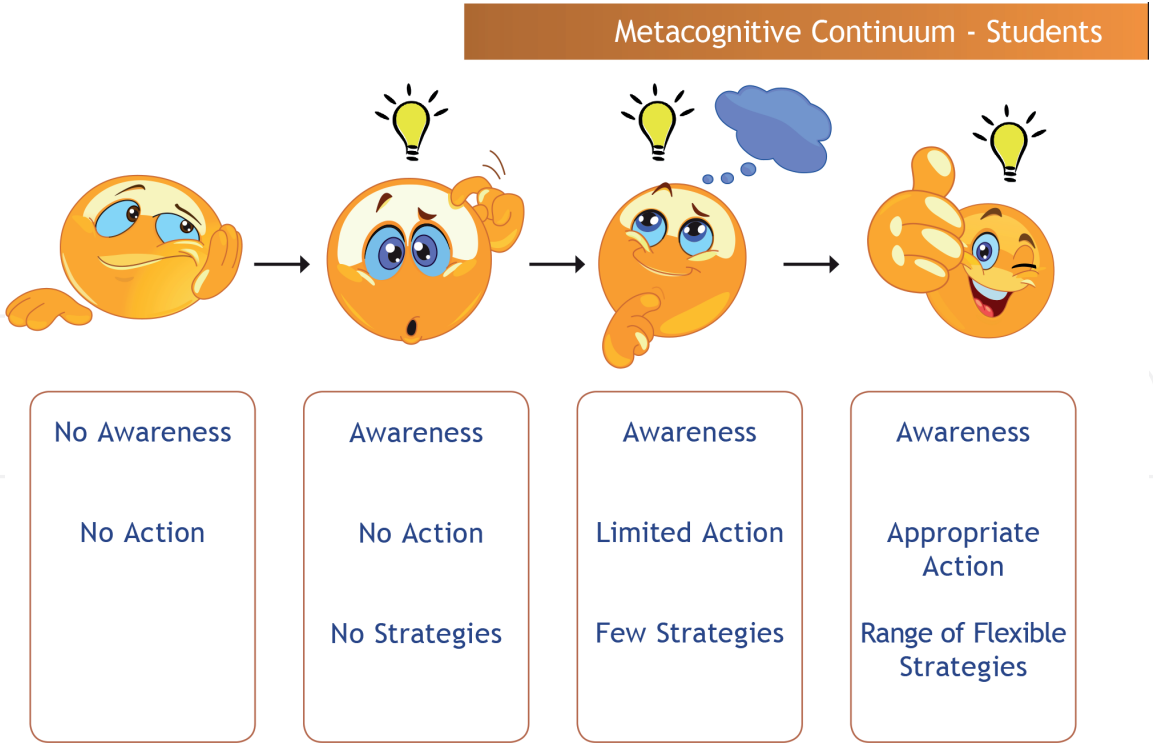 Metacognitive Continuum - Students
No Awareness
No Action
Awareness
No Action
No Strategies
Awareness
Limited Action
Few Strategies
Awareness
Appropriate
Action
Range of Flexible
Strategies